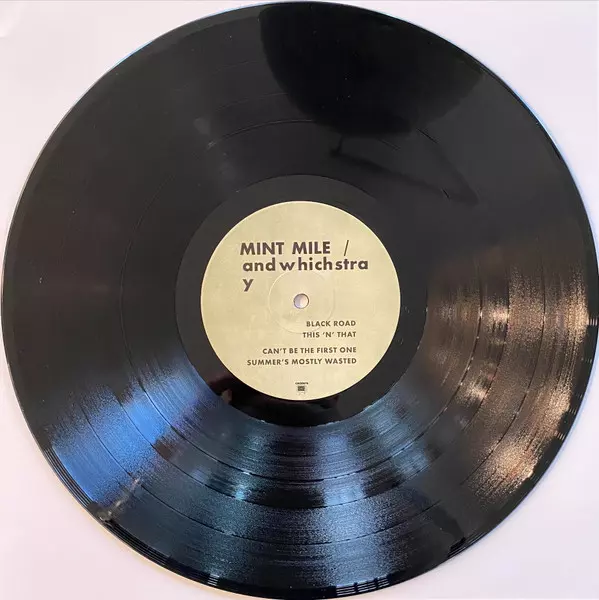 MINT MILE /
andwhichstra
y
BLACK ROAD
THIS 'N' THAT
CAN'T BE THE FIRST ONE
SUMMER'S MOSTLY WASTED